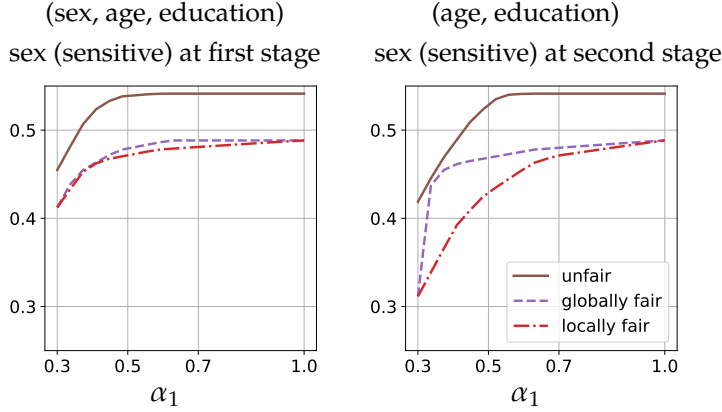 (sex, age, education)
sex (sensitive) at first stage
0.5
0.4
0.3
0.3 0.5 0.7 1.0
α₁
(age, education)
sex (sensitive) at second stage
0.5
0.4
0.3
unfair
globally fair
locally fair
0.3 0.5 0.7 1.0
α₁